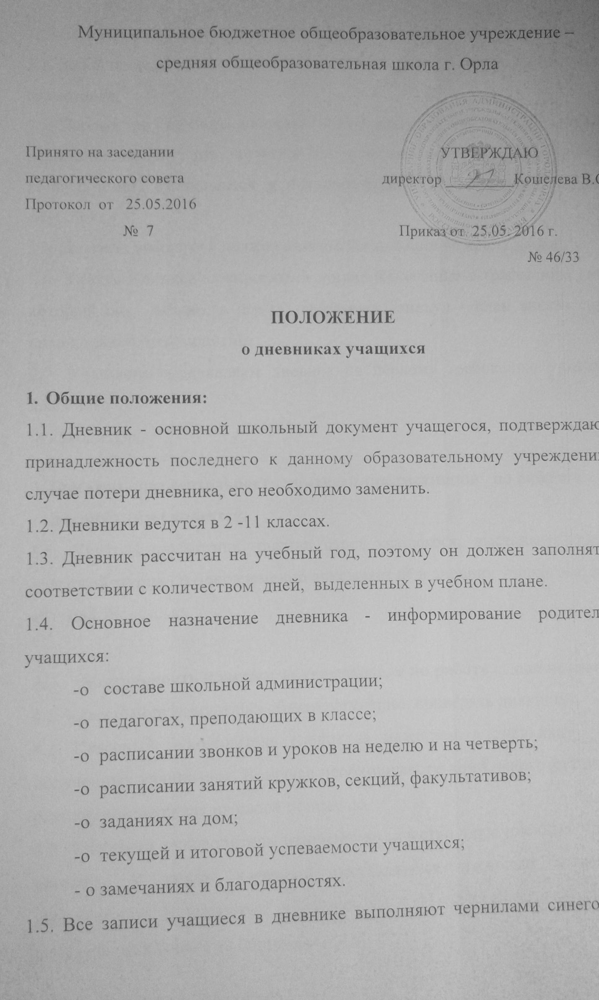 Муниципальное бюджетное общеобразовательное учреждение –
средняя общеобразовательная школа г. Орла
Принято на заседании
педагогического совета
Протокол от 25.05.2016
№ 7
УТВЕРЖДАЮ
директор Кошелева В.С
Приказ от 25.05. 2016 г.
№ 46/33
ПОЛОЖЕНИЕ
о дневниках учащихся
1. Общие положения:
1.1. Дневник - основной школьный документ учащегося, подтверждаю
принадлежность последнего к данному образовательному учреждени
случае потери дневника, его необходимо заменить.
1.2. Дневники ведутся в 2 -11 классах.
1.3. Дневник рассчитан на учебный год, поэтому он должен заполнят
соответствии с количеством дней, выделенных в учебном плане.
1.4. Основное назначение дневника - информирование родител
учащихся:
-о составе школьной администрации;
-о педагогах, преподающих в классе;
-о расписании звонков и уроков на неделю и на четверть;
-о расписании занятий кружков, секций, факультативов;
-о заданиях на дом;
-о текущей и итоговой успеваемости учащихся;
- о замечаниях и благодарностях.
1.5. Все записи учащиеся в дневнике выполняют чернилами синего